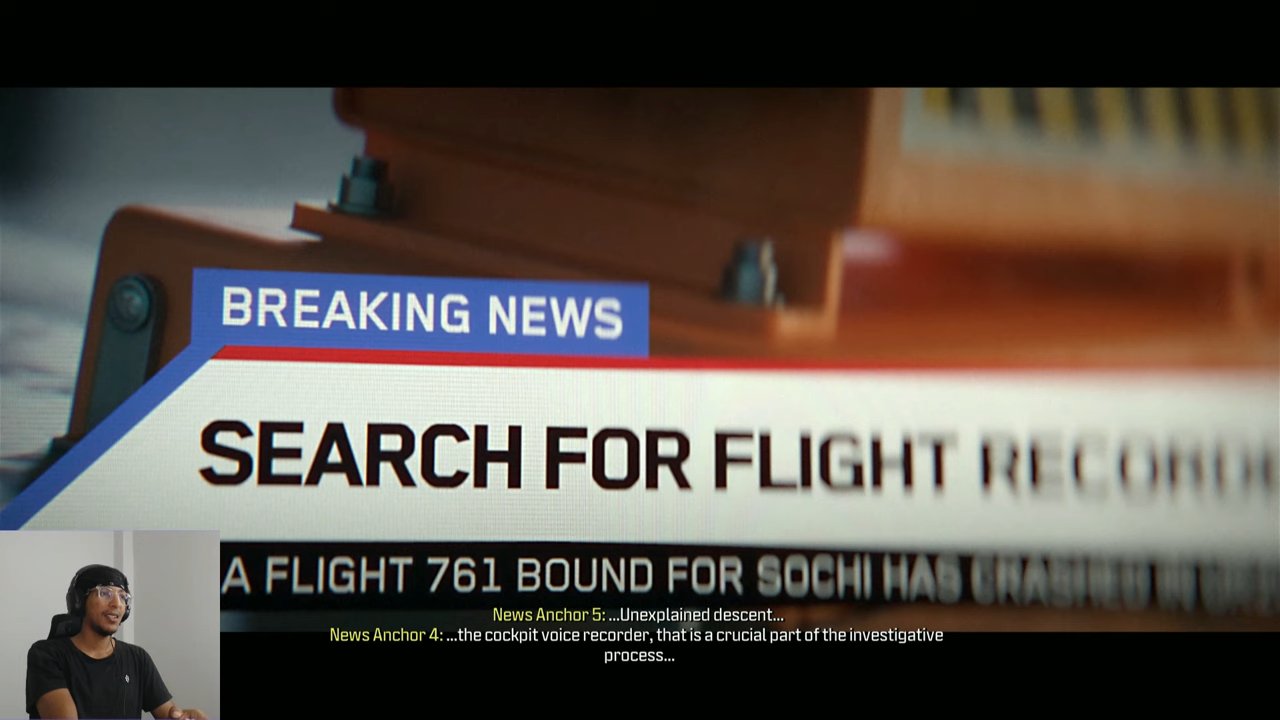 BREAKING NEWS
SEARCH FOR FLIGHT
A FLIGHT 761 BOUND FOR SOCHI HAS CRASHED
News Anchor 5: ...Unexplained descent...
News Anchor 4: ...the cockpit voice recorder, that is a crucial part of the investigative
process...